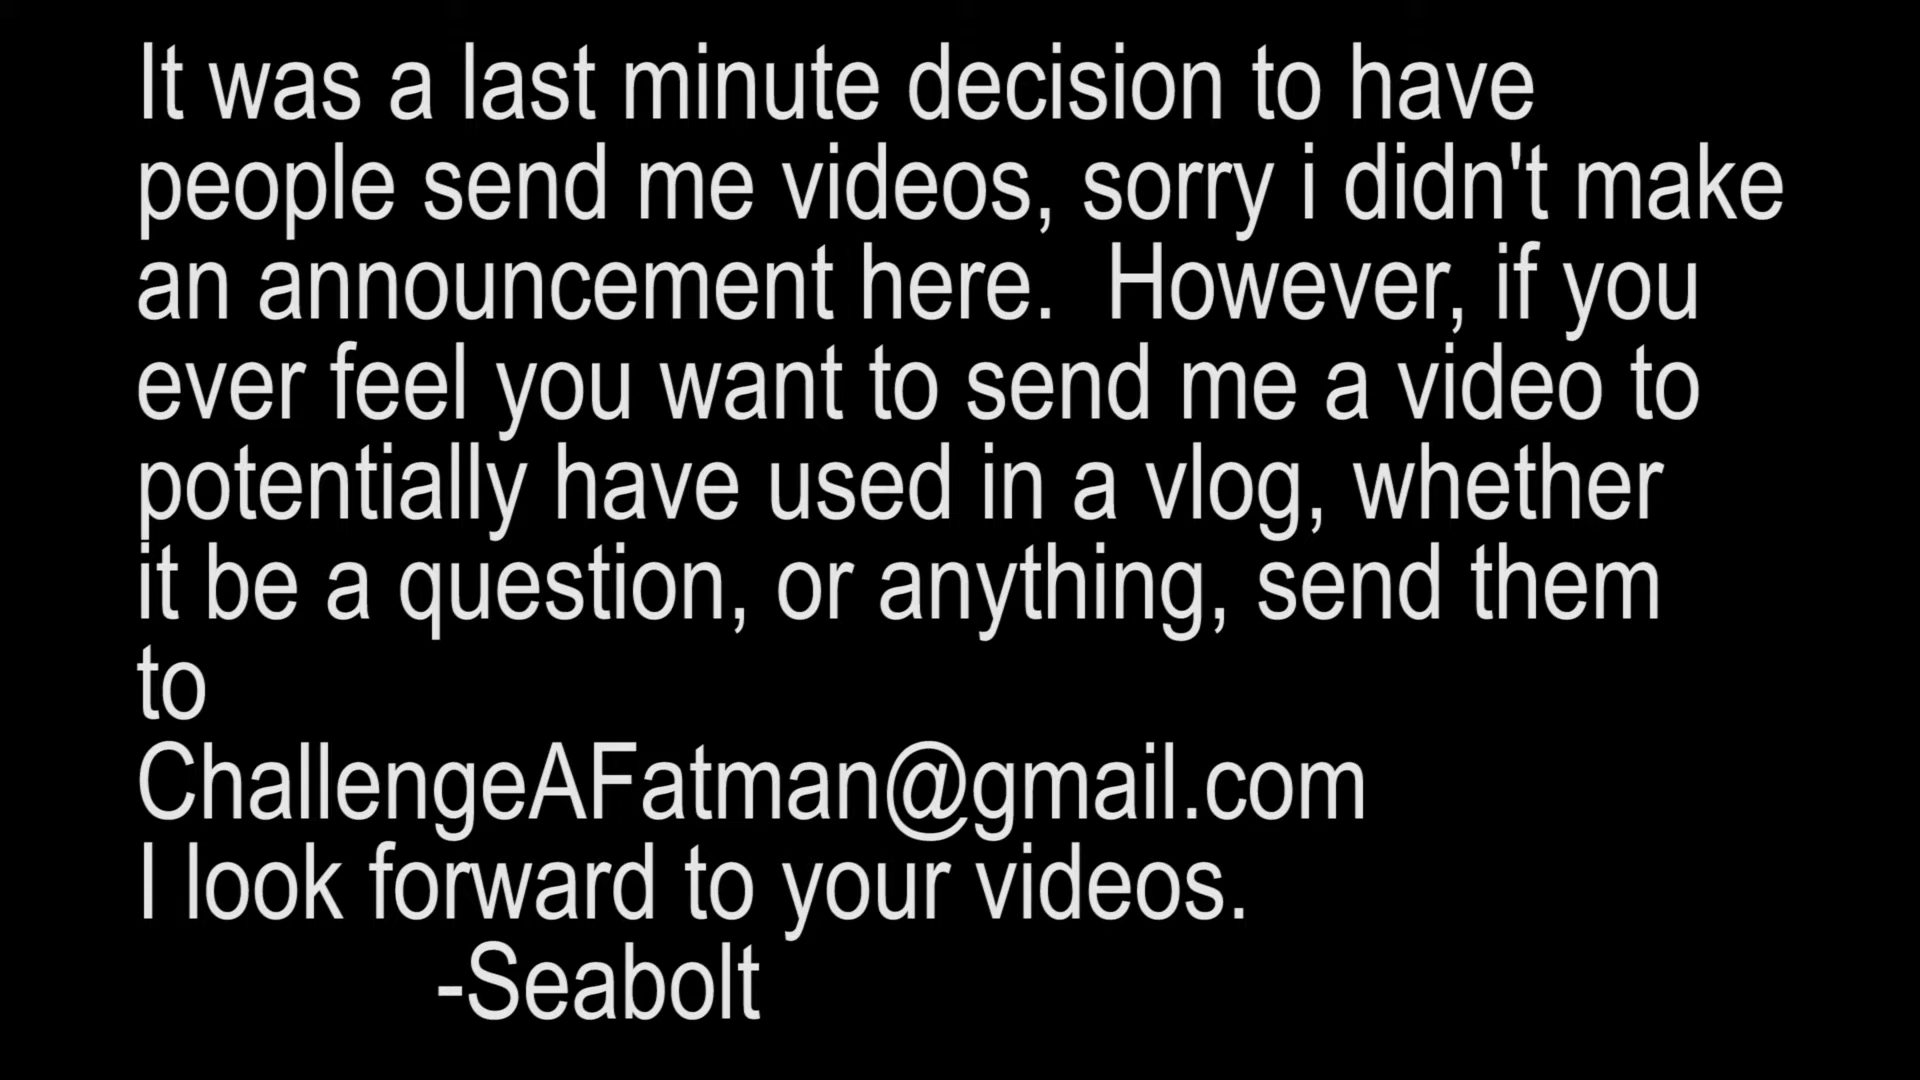 It was a last minute decision to have
people send me videos, sorry i didn't make
an announcement here.  However, if you
ever feel you want to send me a video to
potentially have used in a vlog, whether
it be a question, or anything, send them
to
ChallengeAFatman@gmail.com
I look forward to your videos.
-Seabolt